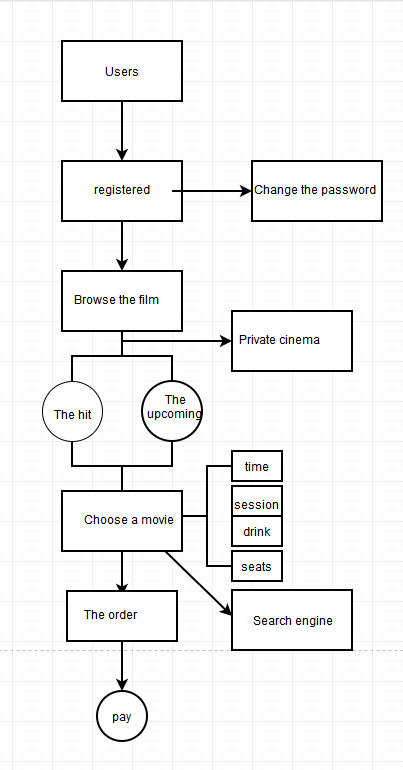 Users
registered
Change the password
Browse the film
Private cinema
The hit
The
upcoming
time
session
Choose a movie
drink
seats
The order
Search engine
pay